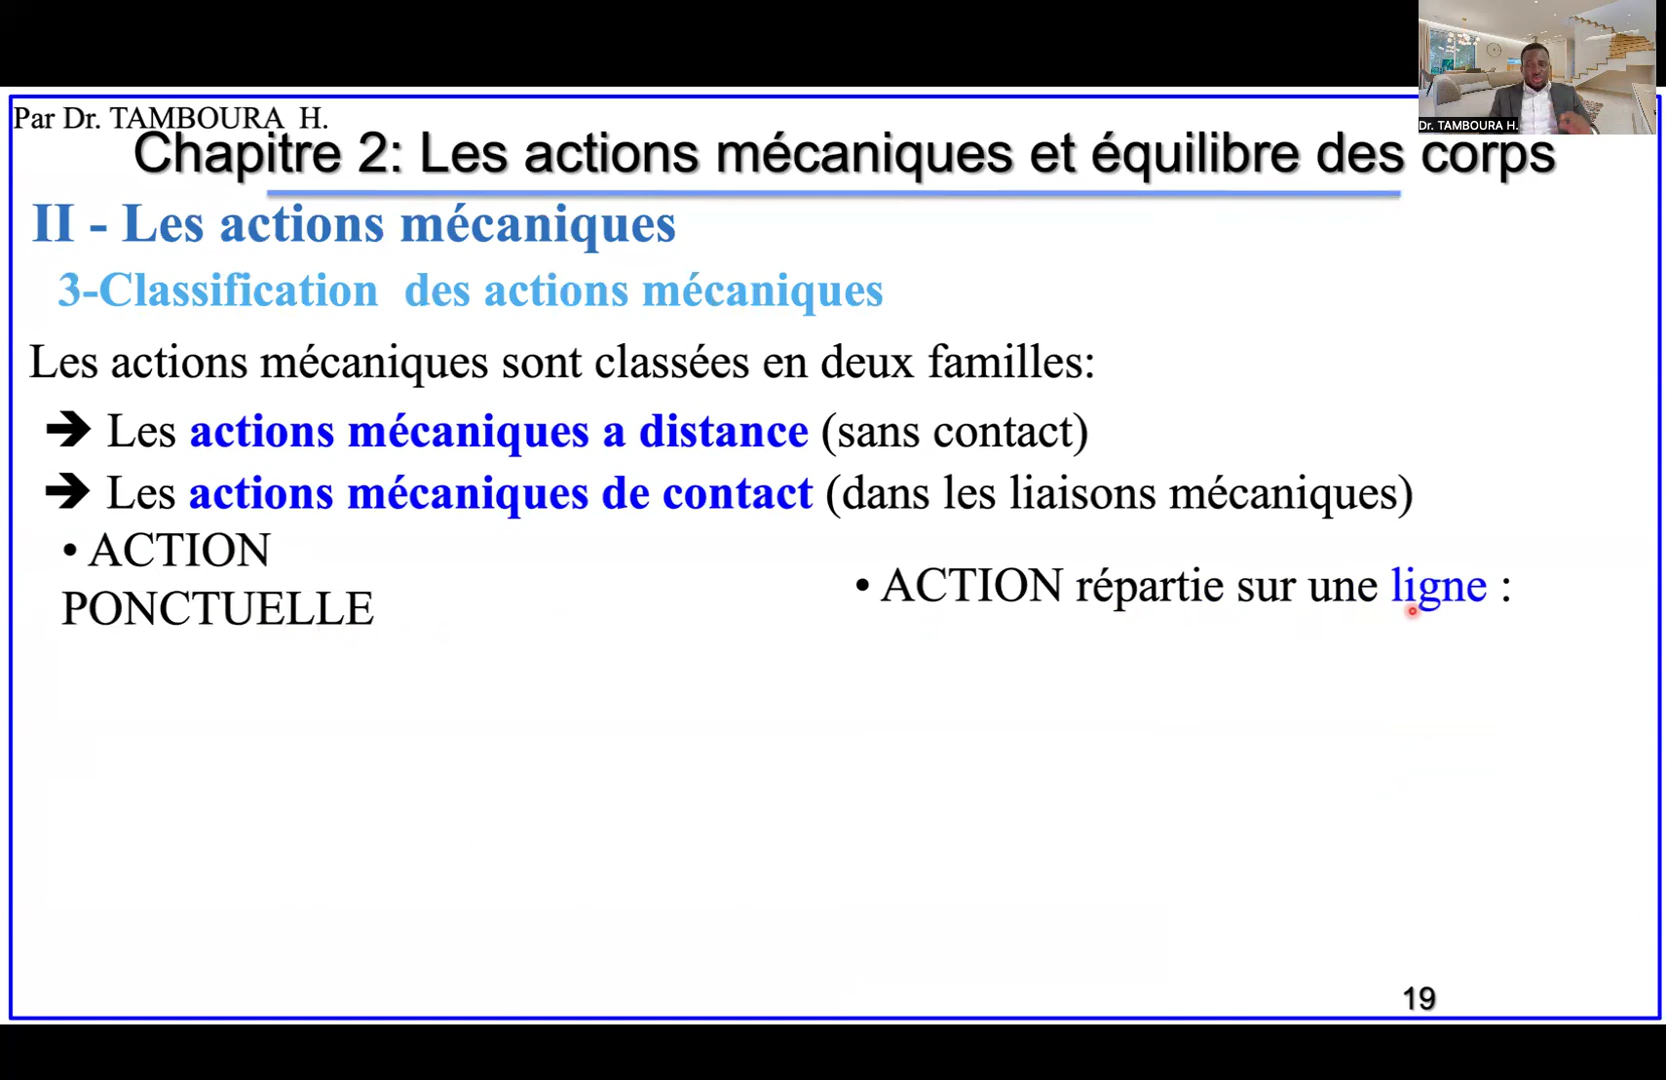 Dr. TAMBOURA H.
Par Dr. TAMBOURA H.
Chapitre 2: Les actions mécaniques et équilibre des corps
II - Les actions mécaniques
3-Classification des actions mécaniques
Les actions mécaniques sont classées en deux familles:
➔ Les actions mécaniques a distance (sans contact)
➔ Les actions mécaniques de contact (dans les liaisons mécaniques)
• ACTION
PONCTUELLE
• ACTION répartie sur une ligne :
19